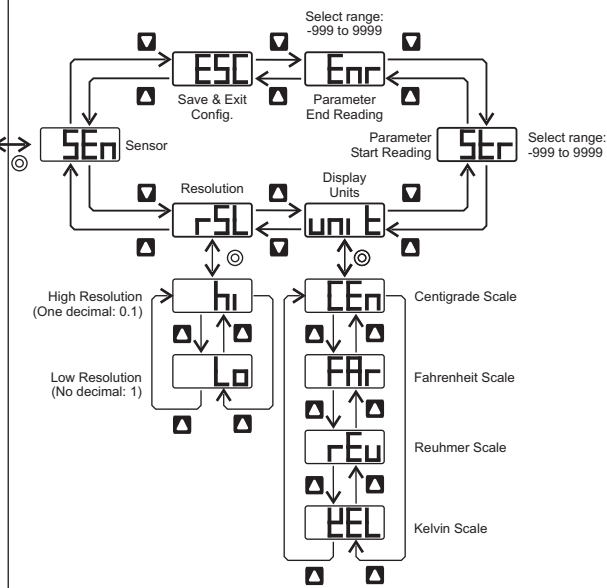 Select range:
-999 to 9999
ESC
Enr
Save & Exit
Config.
Parameter
End Reading
SEn
Sensor
Parameter
Start Reading
Str
Select range:
-999 to 9999
Resolution
Display
Units
rSL
unit
High Resolution
(One decimal: 0.1)
hi
CEn
Centigrade Scale
Low Resolution
(No decimal: 1)
Lo
FAr
Fahrenheit Scale
rEu
Reuhmer Scale
KEL
Kelvin Scale